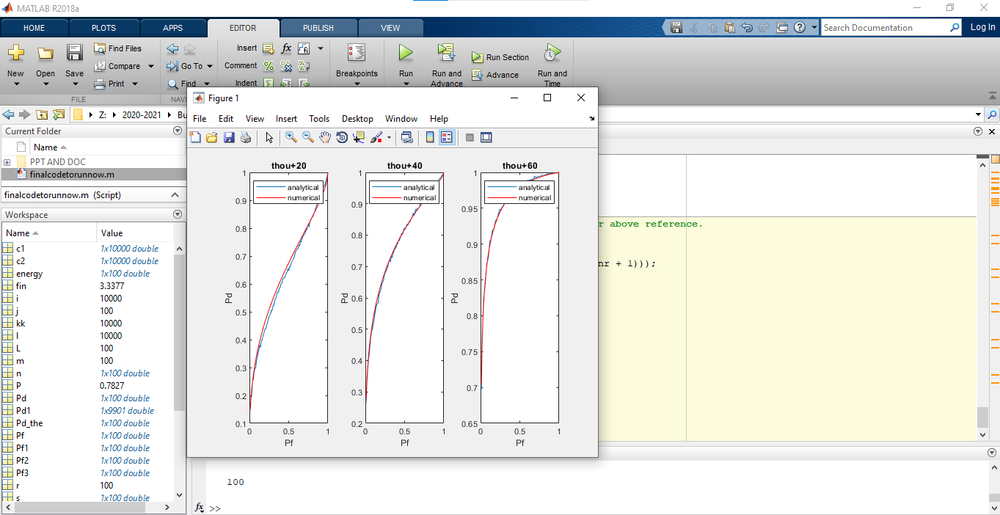 MATLAB R2018a
HOME PLOTS APPS EDITOR PUBLISH VIEW
Search Documentation Log In
New Open Save
Find Files
Compare
Print
FILE
Go To
Find
NAVI
Insert fx
Comment
Indent
Breakpoints
Run
Run and
Advance
Run Section
Advance
Run and
Time
Z: 2020-2021 Bu
Current Folder
Name
PPT AND DOC
finalcodetorunnow.m
finalcodetorunnow.m (Script)
Workspace
Name Value
c1 1x10000 double
c2 1x10000 double
energy 1x100 double
fin 3.3377
i 10000
j 100
kk 10000
l 10000
L 100
m 100
n 1x100 double
P 0.7827
Pd 1x100 double
Pd1 1x9901 double
Pd_the 1x100 double
Pf 1x100 double
Pf1 1x100 double
Pf2 1x100 double
Pf3 1x100 double
r 100
s 1x100 double
Figure 1
File Edit View Insert Tools Desktop Window Help
thou+20
analytical
numerical
1
0.9
0.8
0.7
0.6
0.5
0.4
0.3
0.2
0.1
Pd
0 0.5 1
Pf
thou+40
analytical
numerical
1
0.9
0.8
0.7
0.6
0.5
0.4
0.3
0.2
Pd
0 0.5 1
Pf
thou+60
analytical
numerical
1
0.95
0.9
0.85
0.8
0.75
0.7
0.65
Pd
0 0.5 1
Pf
r above reference.
nr + 1)));
100
fx >>